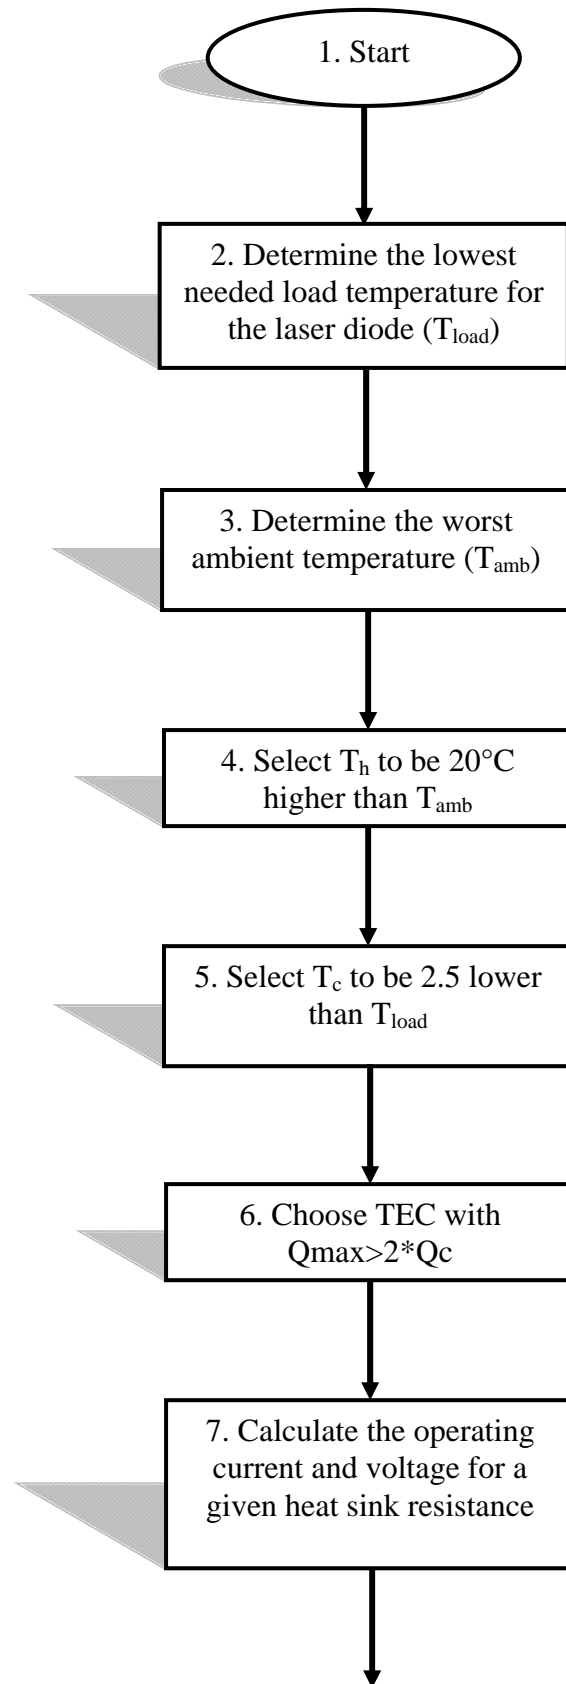 1. Start
2. Determine the lowest
needed load temperature for
the laser diode (Tload)
3. Determine the worst
ambient temperature (Tamb)
4. Select Th to be 20°C
higher than Tamb
5. Select Tc to be 2.5 lower
than Tload
6. Choose TEC with
Qmax>2*Qc
7. Calculate the operating
current and voltage for a
given heat sink resistance